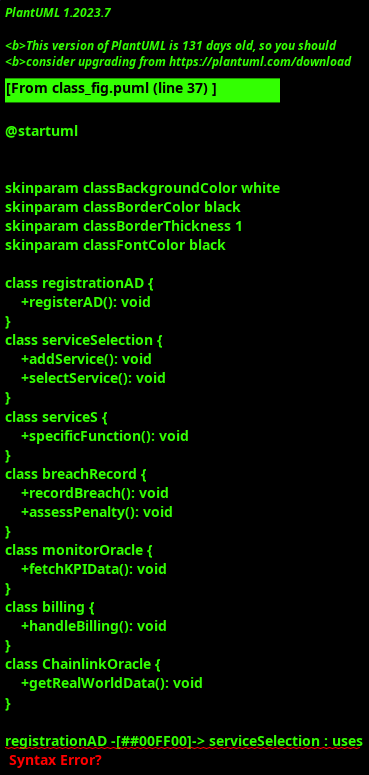 PlantUML 1.2023.7
<b>This version of PlantUML is 131 days old, so you should
<b>consider upgrading from https://plantuml.com/download
[From class_fig.puml (line 37) ]
@startuml
skinparam classBackgroundColor white
skinparam classBorderColor black
skinparam classBorderThickness 1
skinparam classFontColor black
class registrationAD {
+registerAD(): void
}
class serviceSelection {
+addService(): void
+selectService(): void
}
class serviceS {
+specificFunction(): void
}
class breachRecord {
+recordBreach(): void
+assessPenalty(): void
}
class monitorOracle {
+fetchKPIData(): void
}
class billing {
+handleBilling(): void
}
class ChainlinkOracle {
+getRealWorldData(): void
}
registrationAD -[##00FF00]-> serviceSelection : uses
Syntax Error?